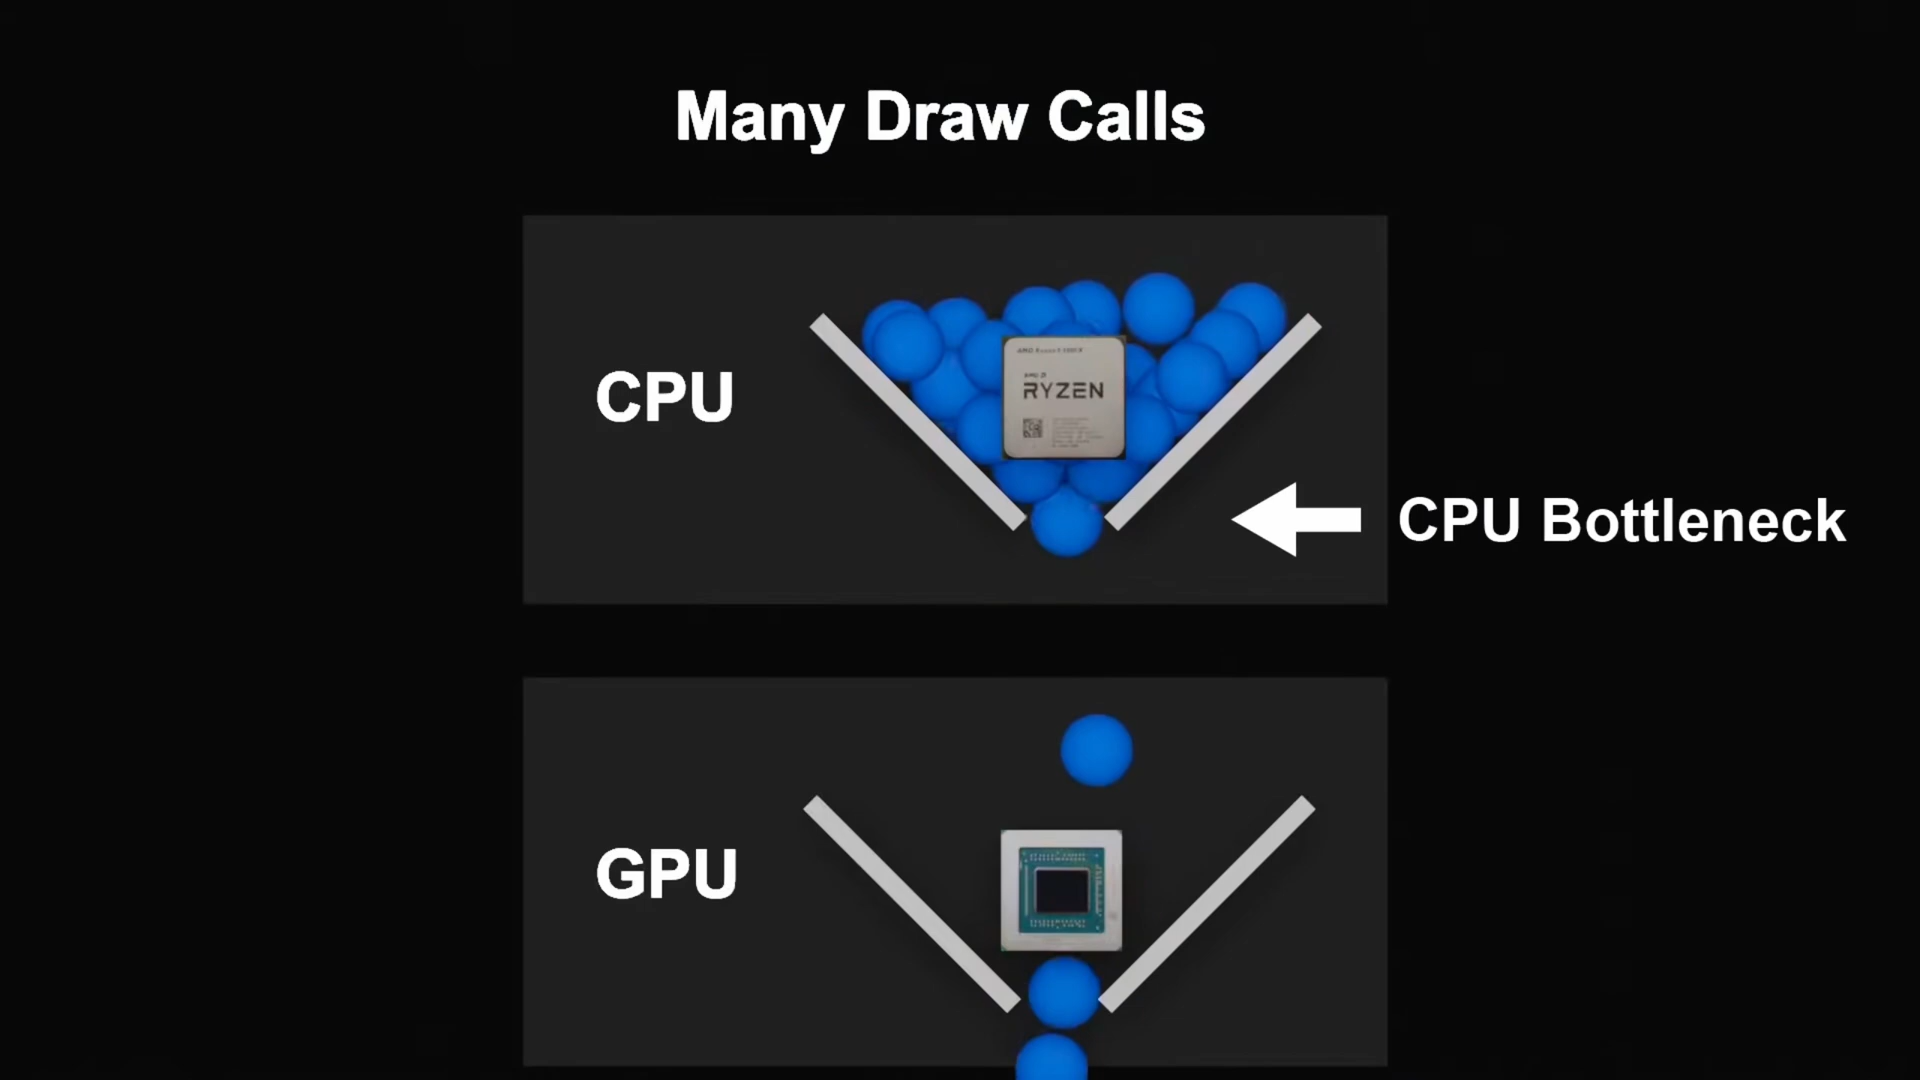 Many Draw Calls
CPU
RYZEN
CPU Bottleneck
GPU